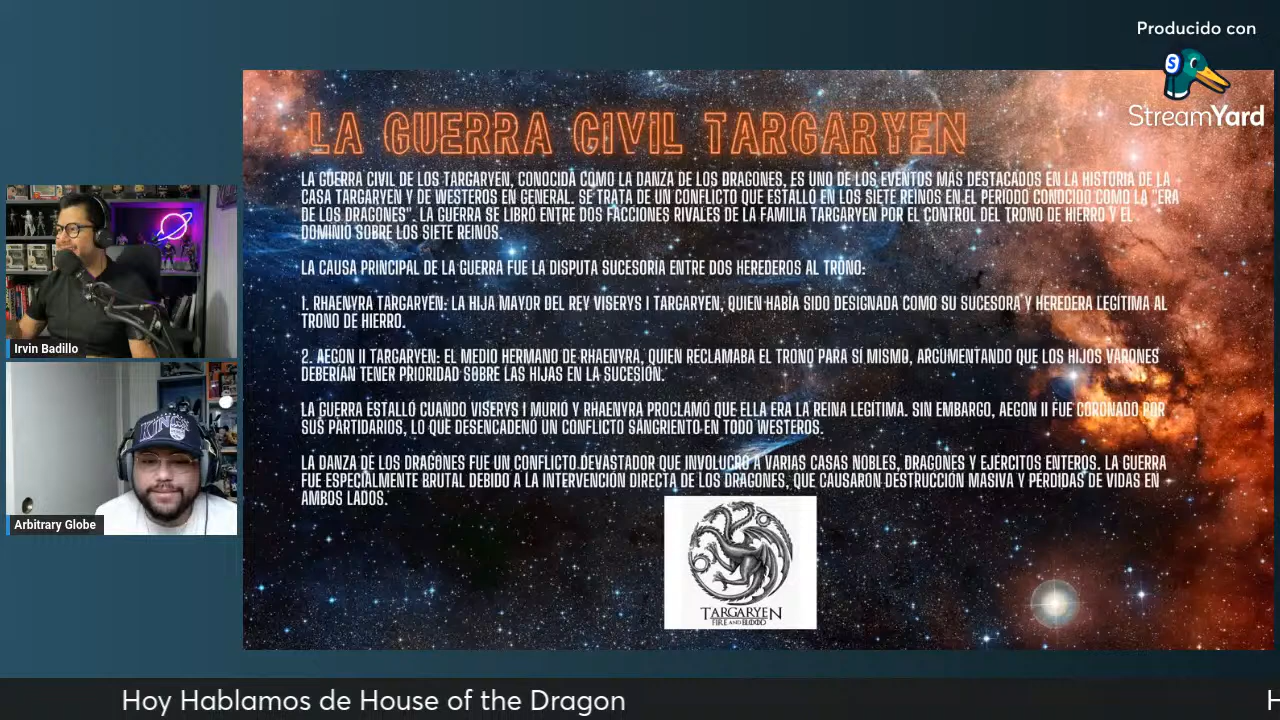 Producido con
StreamYard
LA GUERRA CIVIL TARGARYEN
LA GUERRA CIVIL DE LOS TARGARYEN, CONOCIDA COMO LA DANZA DE LOS DRAGONES, ES UNO DE LOS EVENTOS MÁS DESTACADOS EN LA HISTORIA DE LA
CASA TARGARYEN Y DE WESTEROS EN GENERAL. SE TRATA DE UN CONFLICTO QUE ESTALLÓ EN LOS SIETE REINOS EN EL PERÍODO CONOCIDO COMO LA "ERA
DE LOS DRAGONES". LA GUERRA SE LIBRÓ ENTRE DOS FACCIONES RIVALES DE LA FAMILIA TARGARYEN POR EL CONTROL DEL TRONO DE HIERRO Y EL
DOMINIO SOBRE LOS SIETE REINOS.
LA CAUSA PRINCIPAL DE LA GUERRA FUE LA DISPUTA SUCESORIA ENTRE DOS HEREDEROS AL TRONO:
1. RHAENYRA TARGARYEN: LA HIJA MAYOR DEL REY VISERYS I TARGARYEN, QUIEN HABÍA SIDO DESIGNADA COMO SU SUCESORA Y HEREDERA LEGÍTIMA AL
TRONO DE HIERRO.
2. AEGON II TARGARYEN: EL MEDIO HERMANO DE RHAENYRA, QUIEN RECLAMABA EL TRONO PARA SÍ MISMO, ARGUMENTANDO QUE LOS HIJOS VARONES
DEBERÍAN TENER PRIORIDAD SOBRE LAS HIJAS EN LA SUCESIÓN.
LA GUERRA ESTALLÓ CUANDO VISERYS I MURIÓ Y RHAENYRA PROCLAMÓ QUE ELLA ERA LA REINA LEGÍTIMA. SIN EMBARGO, AEGON II FUE CORONADO POR
SUS PARTIDARIOS, LO QUE DESENCADENÓ UN CONFLICTO SANGRIENTO EN TODO WESTEROS.
LA DANZA DE LOS DRAGONES FUE UN CONFLICTO DEVASTADOR QUE INVOLUCRÓ A VARIAS CASAS NOBLES, DRAGONES Y EJÉRCITOS ENTEROS. LA GUERRA
FUE ESPECIALMENTE BRUTAL DEBIDO A LA INTERVENCIÓN DIRECTA DE LOS DRAGONES, QUE CAUSARON DESTRUCCIÓN MASIVA Y PÉRDIDAS DE VIDAS EN
AMBOS LADOS.
TARGARYEN
FIRE AND BLOOD
Irvin Badillo
KINGS
Arbitrary Globe
Hoy Hablamos de House of the Dragon
H